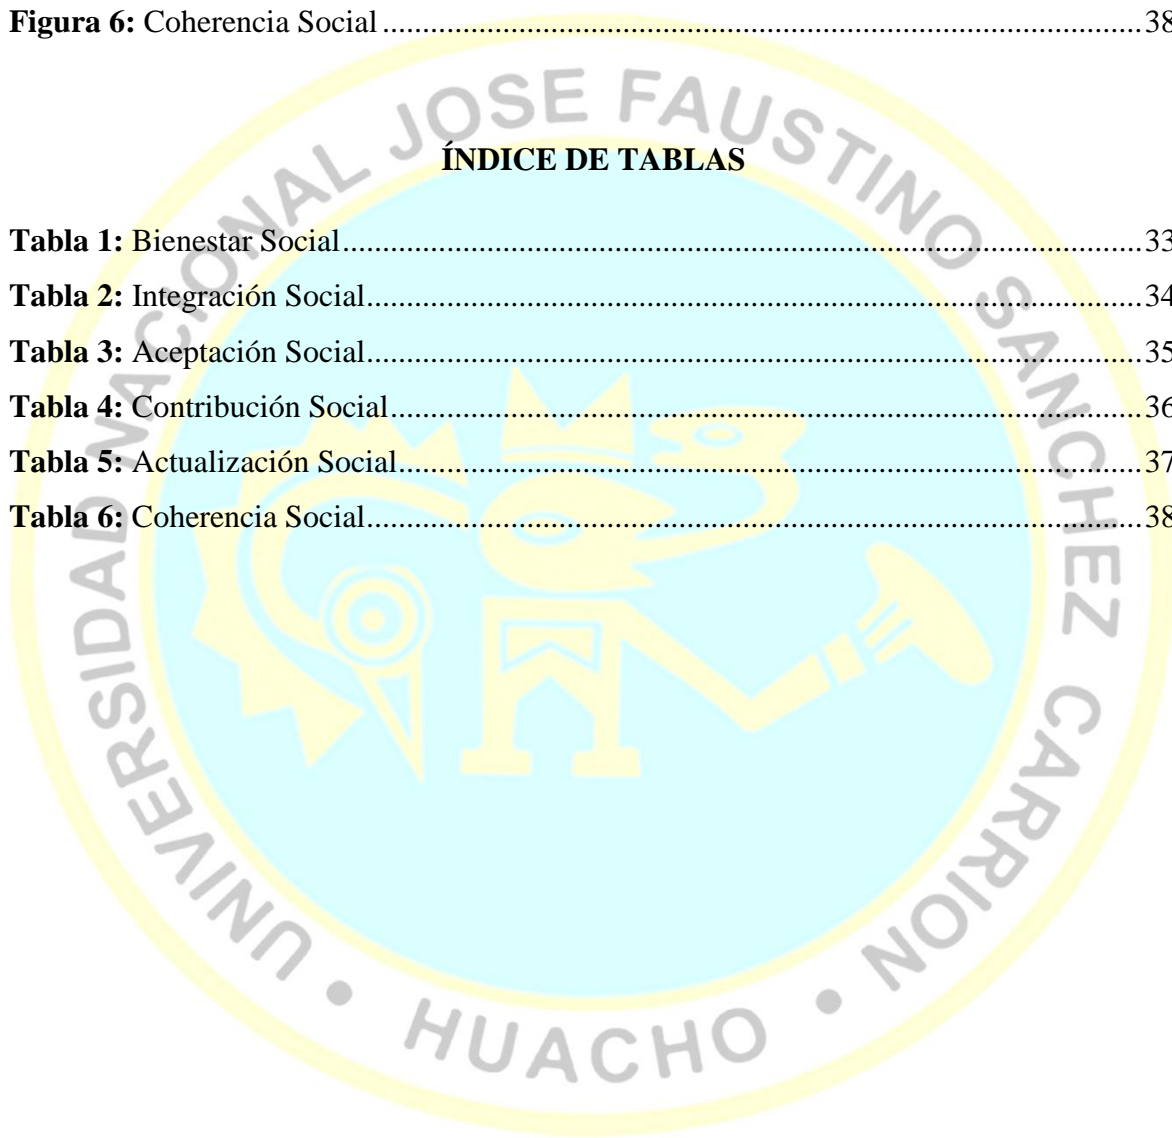 Figura 6: Coherencia Social ........................................................................................................ 38
ÍNDICE DE TABLAS
Tabla 1: Bienestar Social.............................................................................................................. 33
Tabla 2: Integración Social.......................................................................................................... 34
Tabla 3: Aceptación Social.......................................................................................................... 35
Tabla 4: Contribución Social....................................................................................................... 36
Tabla 5: Actualización Social...................................................................................................... 37
Tabla 6: Coherencia Social.......................................................................................................... 38
UNIVERSIDAD NACIONAL JOSE FAUSTINO SANCHEZ CARRION • HUACHO •